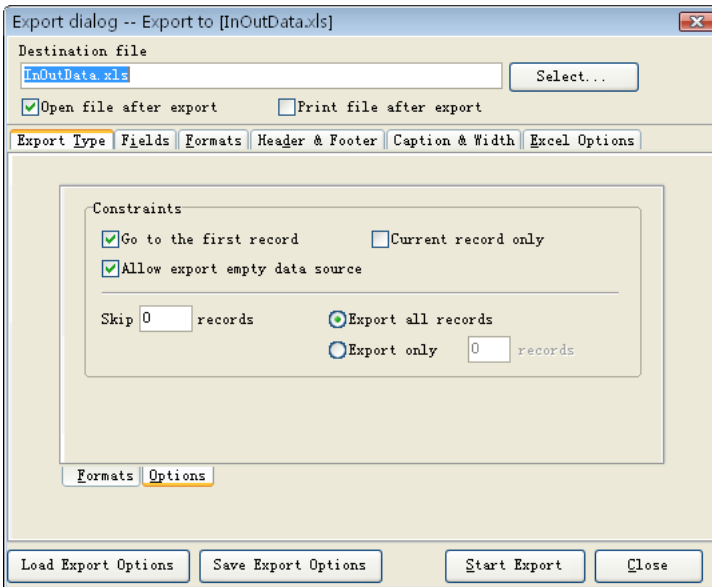 Export dialog -- Export to [InOutData.xls]
Destination file
InOutData.xls Select...
Open file after export Print file after export
Export Type Fields Formats Header & Footer Caption & Width Excel Options
Constraints
Go to the first record Current record only
Allow export empty data source
Skip 0 records Export all records
Export only 0 records
Formats Options
Load Export Options Save Export Options Start Export Close